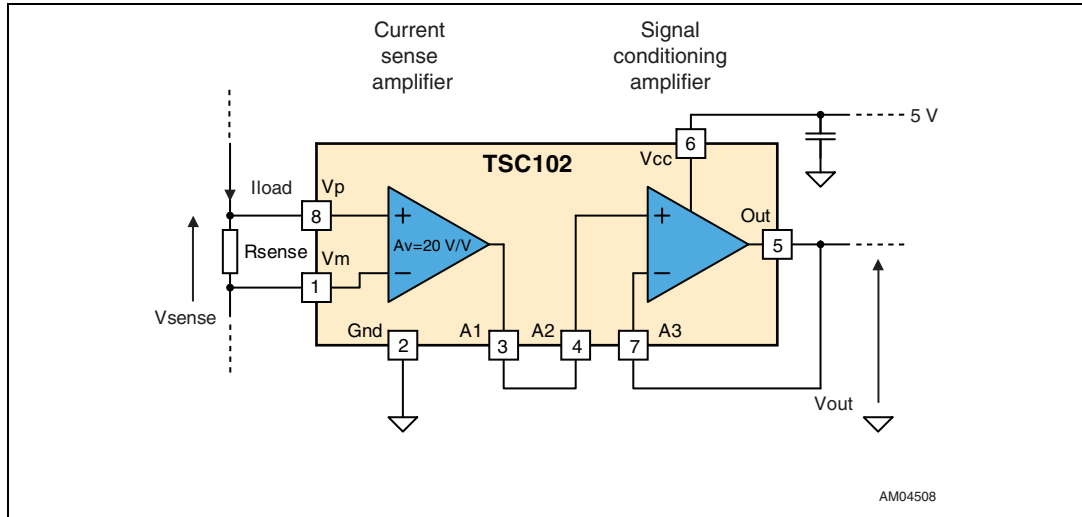 Current
sense
amplifier
Signal
conditioning
amplifier
5 V
6
Vcc
TSC102
Iload
Vp
8
+
Av=20 V/V
−
Rsense
Vm
1
Vsense
+
−
Out
5
Gnd
A1
A2
A3
2
3
4
7
Vout
AM04508